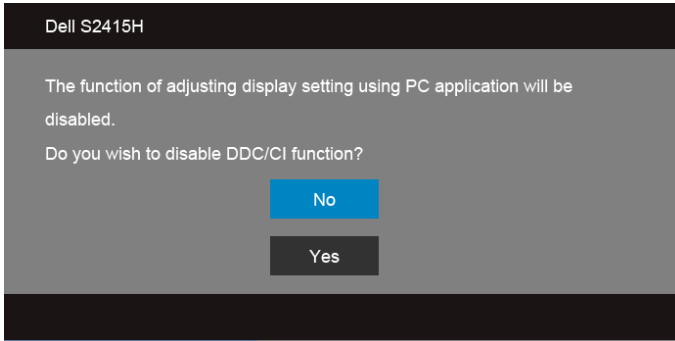 Dell S2415H
The function of adjusting display setting using PC application will be
disabled.
Do you wish to disable DDC/CI function?
No
Yes